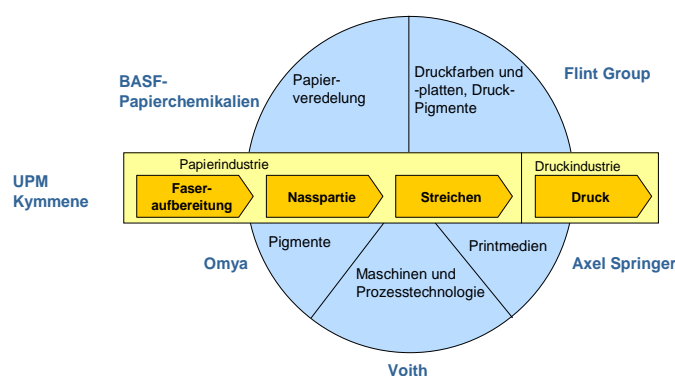 BASF-
Papierchemikalien
Papier-
veredelung
Druckfarben und
-platten, Druck-
Pigmente
Flint Group
UPM
Kymmene
Papierindustrie
Druckindustrie
Faser-
aufbereitung
Nasspartie
Streichen
Druck
Omya
Pigmente
Maschinen und
Prozesstechnologie
Printmedien
Axel Springer
Voith